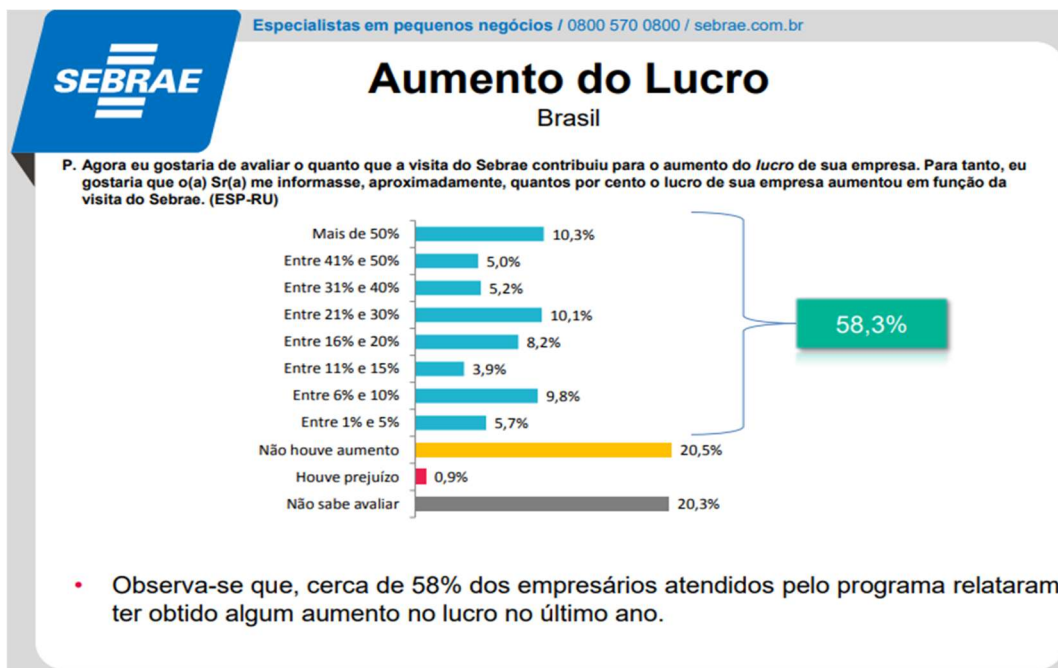 Especialistas em pequenos negócios / 0800 570 0800 / sebrae.com.br
SEBRAE
Aumento do Lucro
Brasil
P. Agora eu gostaria de avaliar o quanto que a visita do Sebrae contribuiu para o aumento do lucro de sua empresa. Para tanto, eu
gostaria que o(a) Sr(a) me informasse, aproximadamente, quantos por cento o lucro de sua empresa aumentou em função da
visita do Sebrae. (ESP-RU)
Mais de 50% 10,3%
Entre 41% e 50% 5,0%
Entre 31% e 40% 5,2%
Entre 21% e 30% 10,1%
Entre 16% e 20% 8,2%
Entre 11% e 15% 3,9%
Entre 6% e 10% 9,8%
Entre 1% e 5% 5,7%
58,3%
Não houve aumento 20,5%
Houve prejuízo 0,9%
Não sabe avaliar 20,3%
• Observa-se que, cerca de 58% dos empresários atendidos pelo programa relataram
ter obtido algum aumento no lucro no último ano.